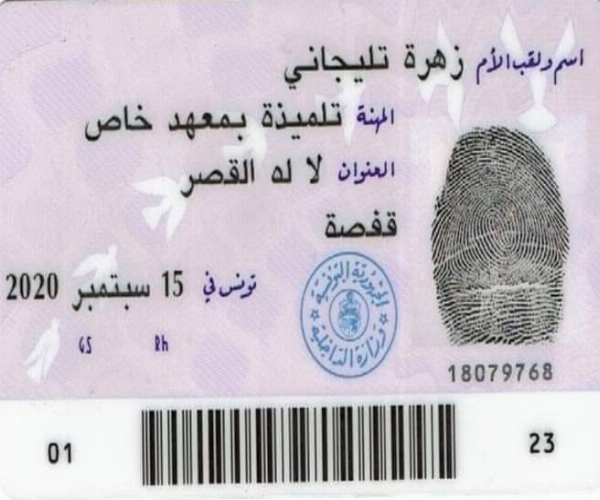 اسم ولقب الأم زهرة تليجاني
المهنة تلميذة بمعهد خاص
العنوان لا له القصر
قفصة
تونس في 15 سبتمبر 2020
GS Rh
الجمهورية التونسية
وزارة الداخلية
18079768
01 23